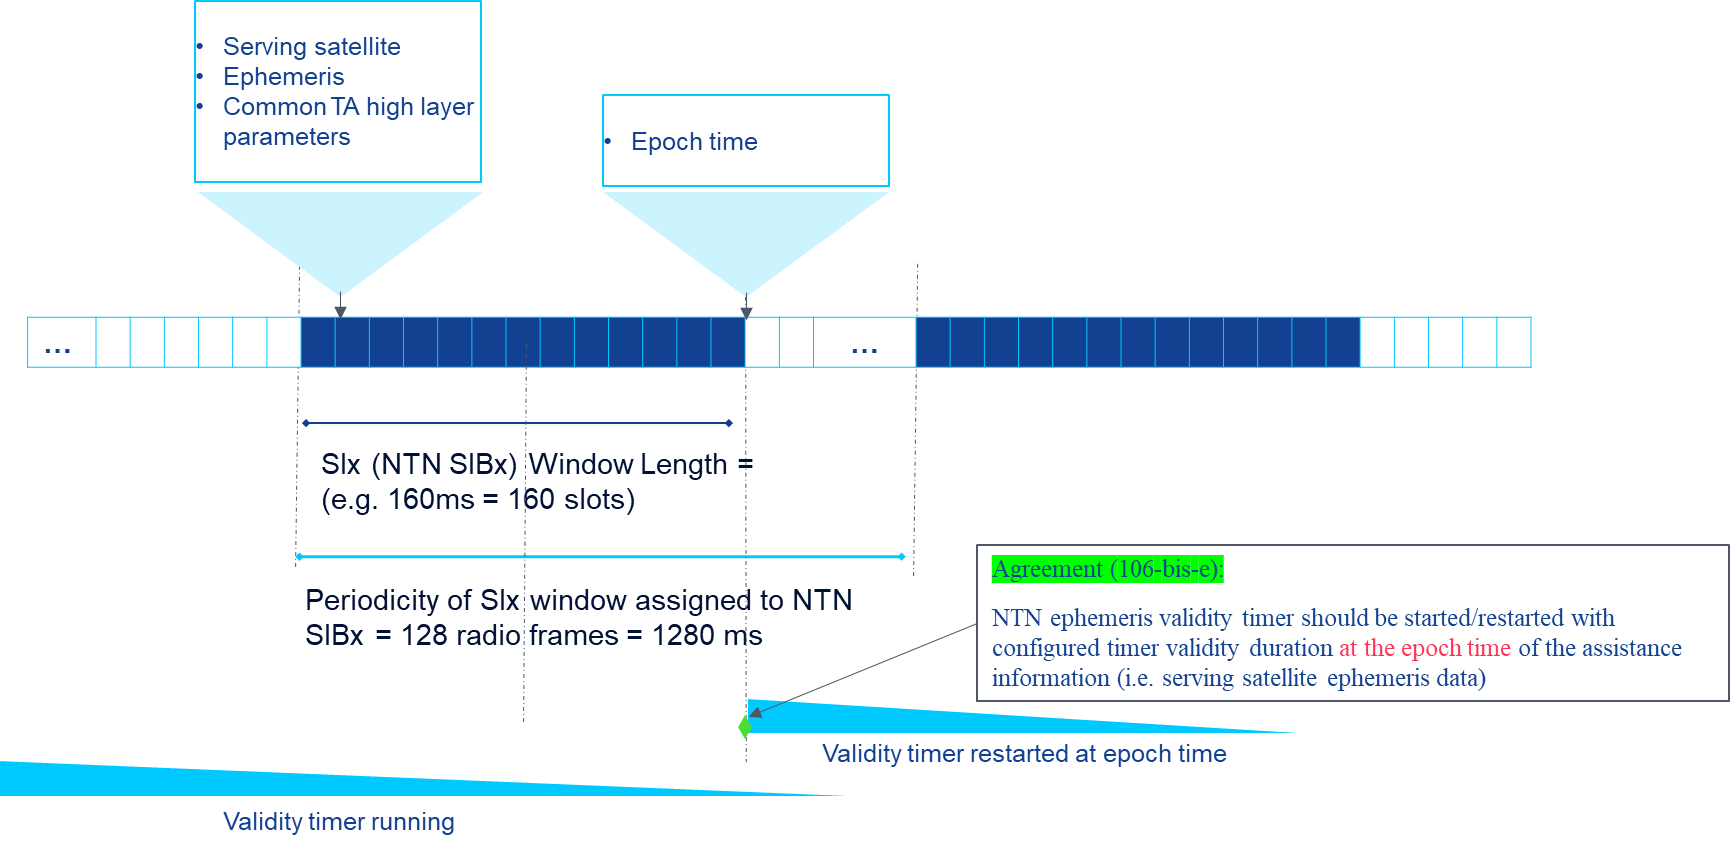 • Serving satellite
• Ephemeris
• Common TA high layer
parameters
• Epoch time
...
...
SIx (NTN SIBx) Window Length =
(e.g. 160ms = 160 slots)
Periodicity of SIx window assigned to NTN
SIBx = 128 radio frames = 1280 ms
Agreement (106-bis-e):
NTN ephemeris validity timer should be started/restarted with
configured timer validity duration at the epoch time of the assistance
information (i.e. serving satellite ephemeris data)
Validity timer restarted at epoch time
Validity timer running